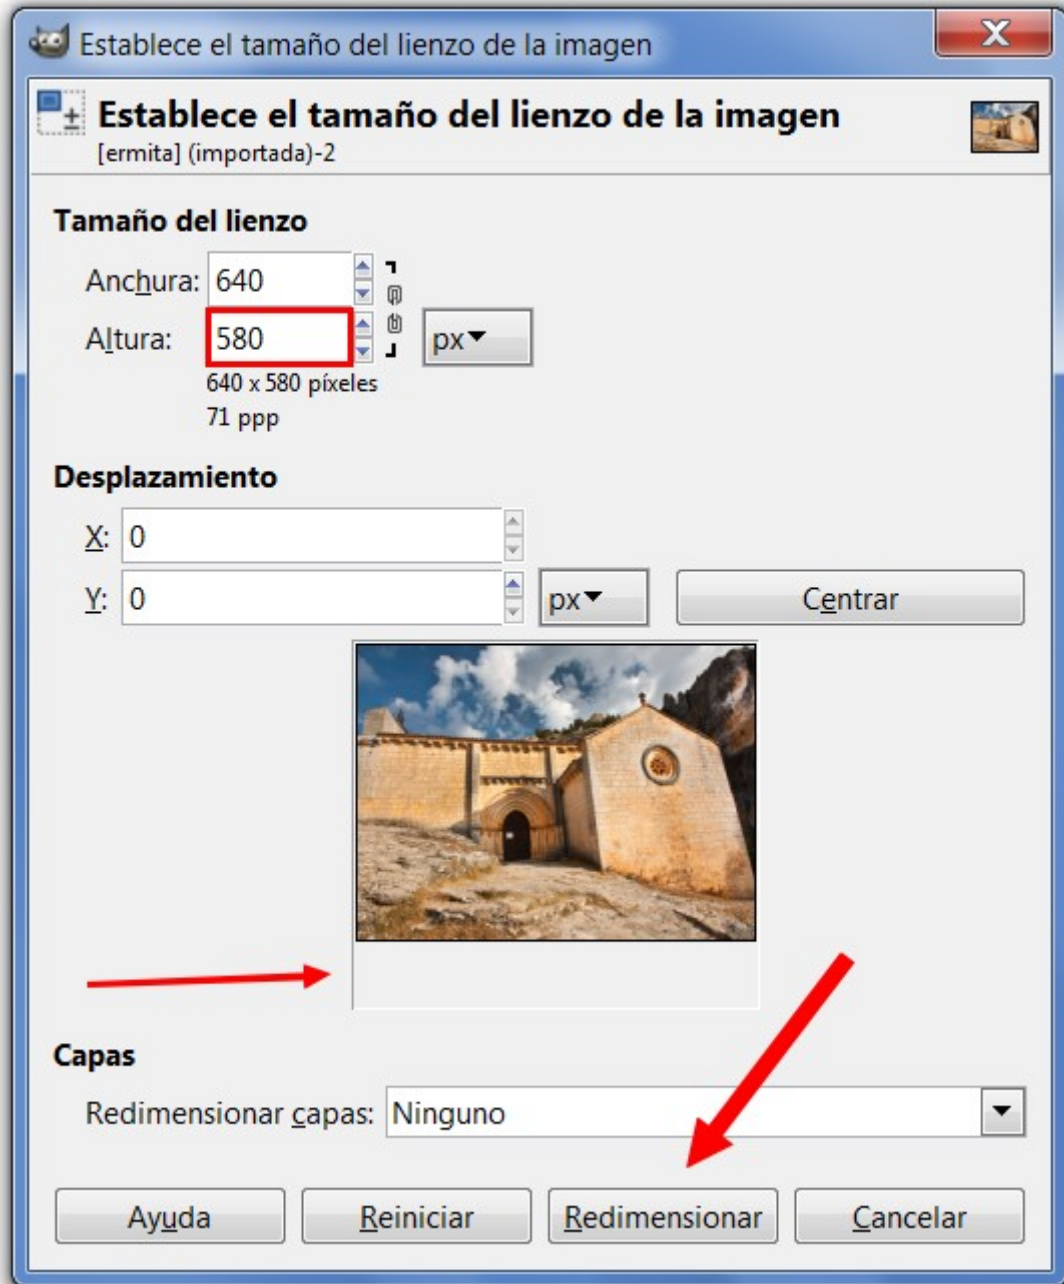 Establece el tamaño del lienzo de la imagen
Establece el tamaño del lienzo de la imagen
[ermita] (importada)-2
Tamaño del lienzo
Anchura: 640
Altura: 580 px
640 x 580 píxeles
71 ppp
Desplazamiento
X: 0
Y: 0 px Centrar
Capas
Redimensionar capas: Ninguno
Ayuda Reiniciar Redimensionar Cancelar